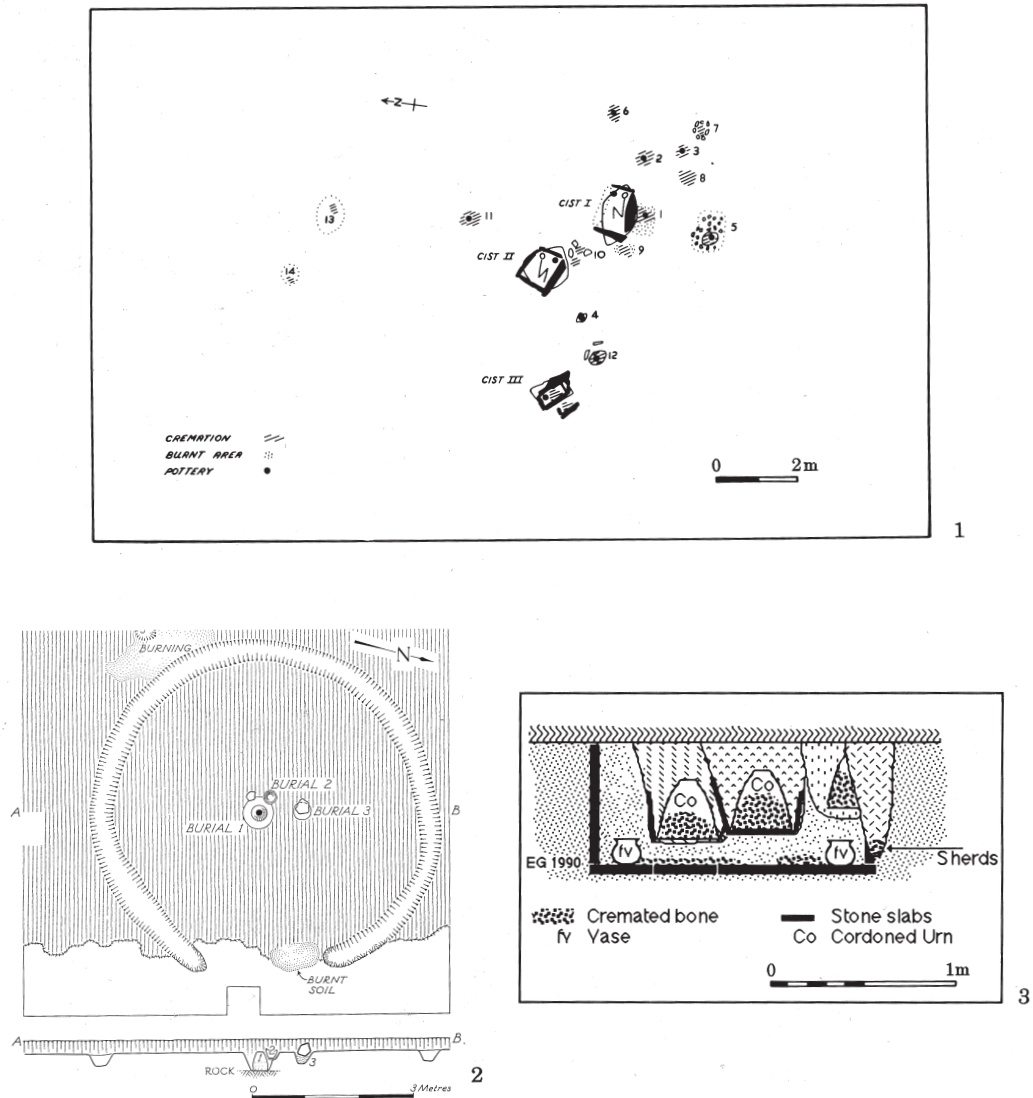 N
6
7
3
2
8
CIST I
N
1
13
11
5
9
CIST II
10
14
4
12
CIST III
CREMATION
BURNT AREA
POTTERY
0 2m
1
BURNING
N
BURIAL 2
A
BURIAL 3
B
BURIAL 1
BURNT
SOIL
A
B.
1
2
3
ROCK
2
0 3 Metres
Co
Co
fv
fv
EG 1990
Sherds
Cremated bone
Stone slabs
fv Vase
Co Cordoned Urn
0 1m
3